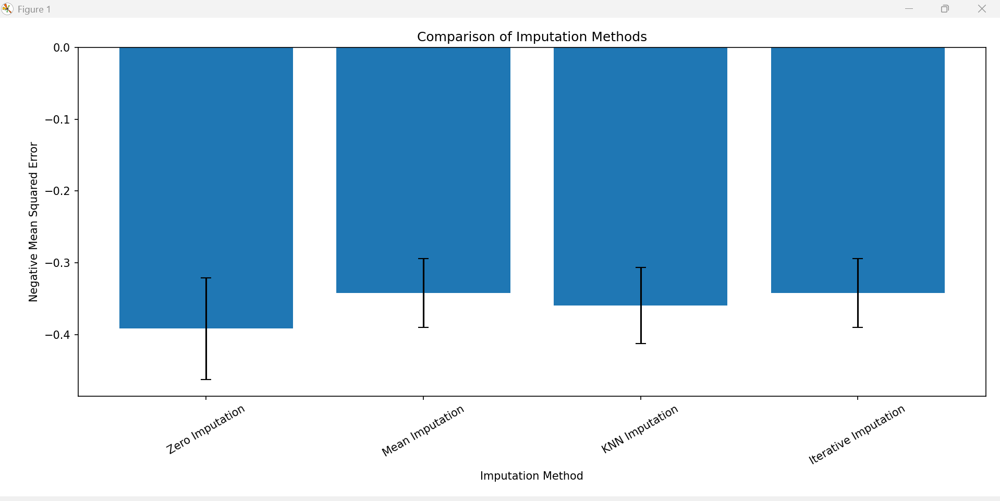 Figure 1
Comparison of Imputation Methods
0.0
−0.1
−0.2
−0.3
−0.4
Negative Mean Squared Error
Zero Imputation
Mean Imputation
KNN Imputation
Iterative Imputation
Imputation Method